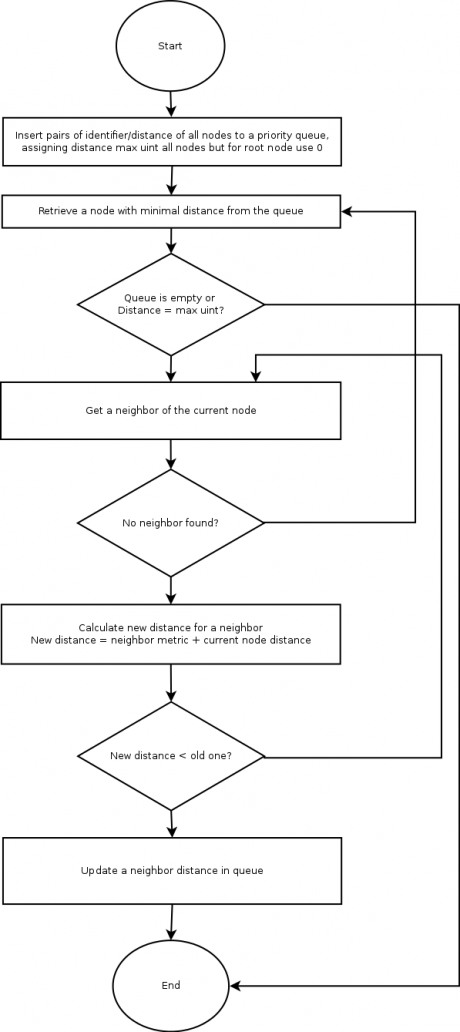 Start
Insert pairs of identifier/distance of all nodes to a priority queue,
assigning distance max uint all nodes but for root node use 0
Retrieve a node with minimal distance from the queue
Queue is empty or
Distance = max uint?
Get a neighbor of the current node
No neighbor found?
Calculate new distance for a neighbor
New distance = neighbor metric + current node distance
New distance < old one?
Update a neighbor distance in queue
End